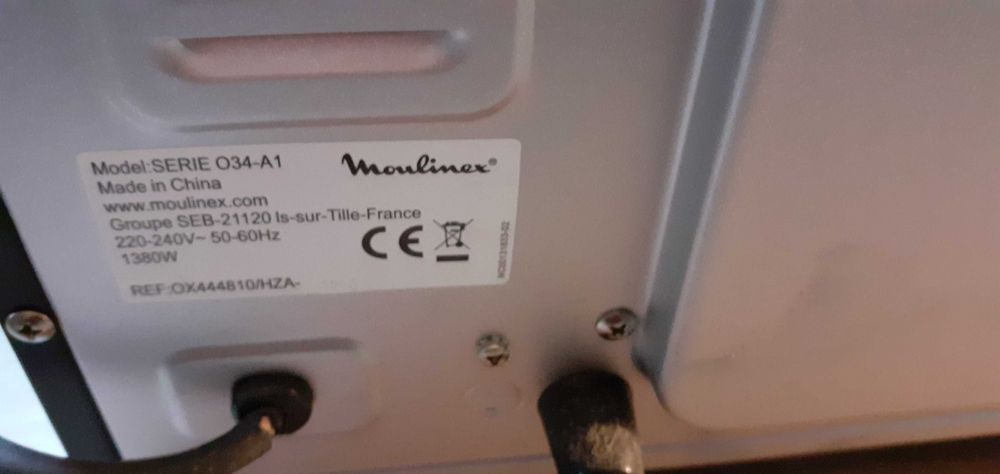 Model:SERIE O34-A1
Moulinex®
Made in China
www.moulinex.com
Groupe SEB-21120 Is-sur-Tille-France
220-240V~ 50-60Hz
1380W
CE
REF:OX444810/HZA-